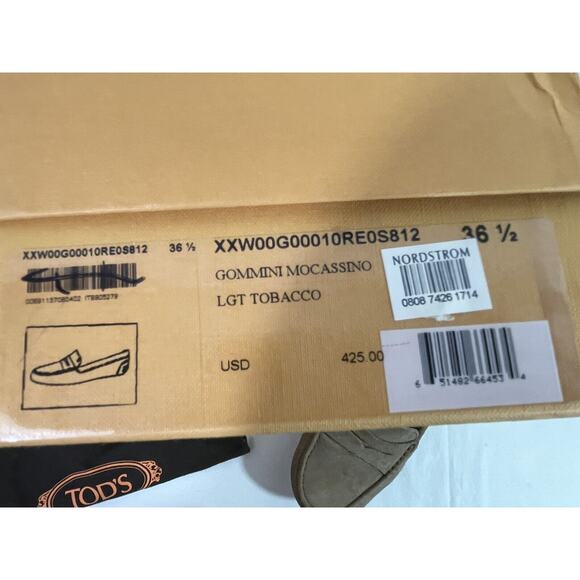 XXW00G00010RE0S812 36 ½
XXW00G00010RE0S812 36 ½
GOMMINI MOCASSINO
LGT TOBACCO
USD 425.00
NORDSTROM
0808 7426 1714
6 51492 66453 4
TOD'S